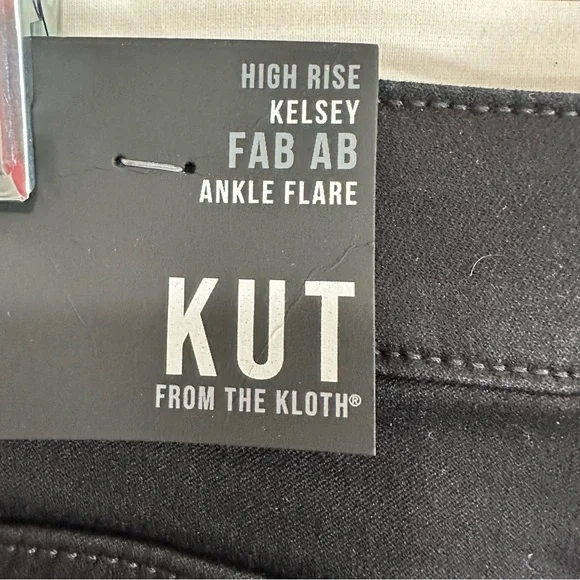 HIGH RISE
KELSEY
FAB AB
ANKLE FLARE
KUT
FROM THE KLOTH®